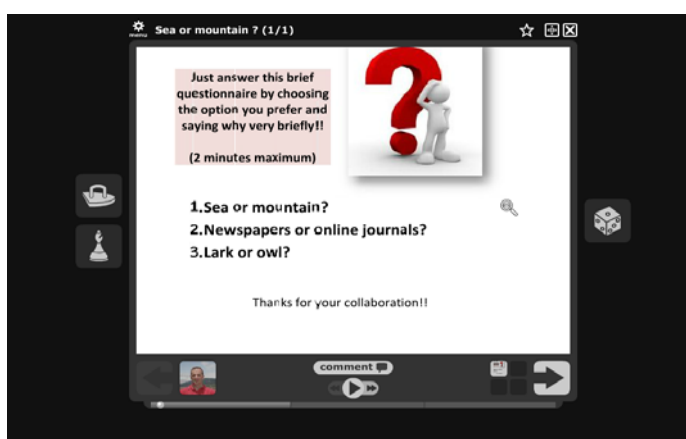 Sea or mountain ? (1/1)
menu
Just answer this brief
questionnaire by choosing
the option you prefer and
saying why very briefly!!
(2 minutes maximum)
1.Sea or mountain?
2.Newspapers or online journals?
3.Lark or owl?
Thanks for your collaboration!!
comment